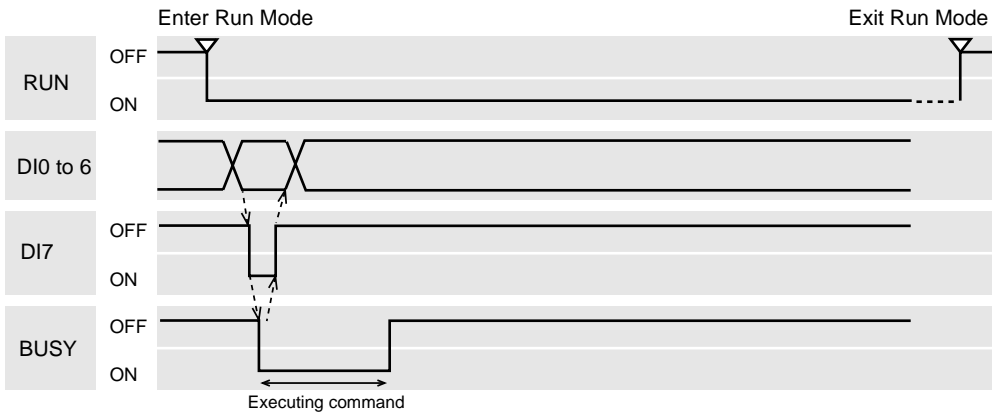 Enter Run Mode
Exit Run Mode
RUN
OFF
ON
DI0 to 6
DI7
OFF
ON
BUSY
OFF
ON
Executing command